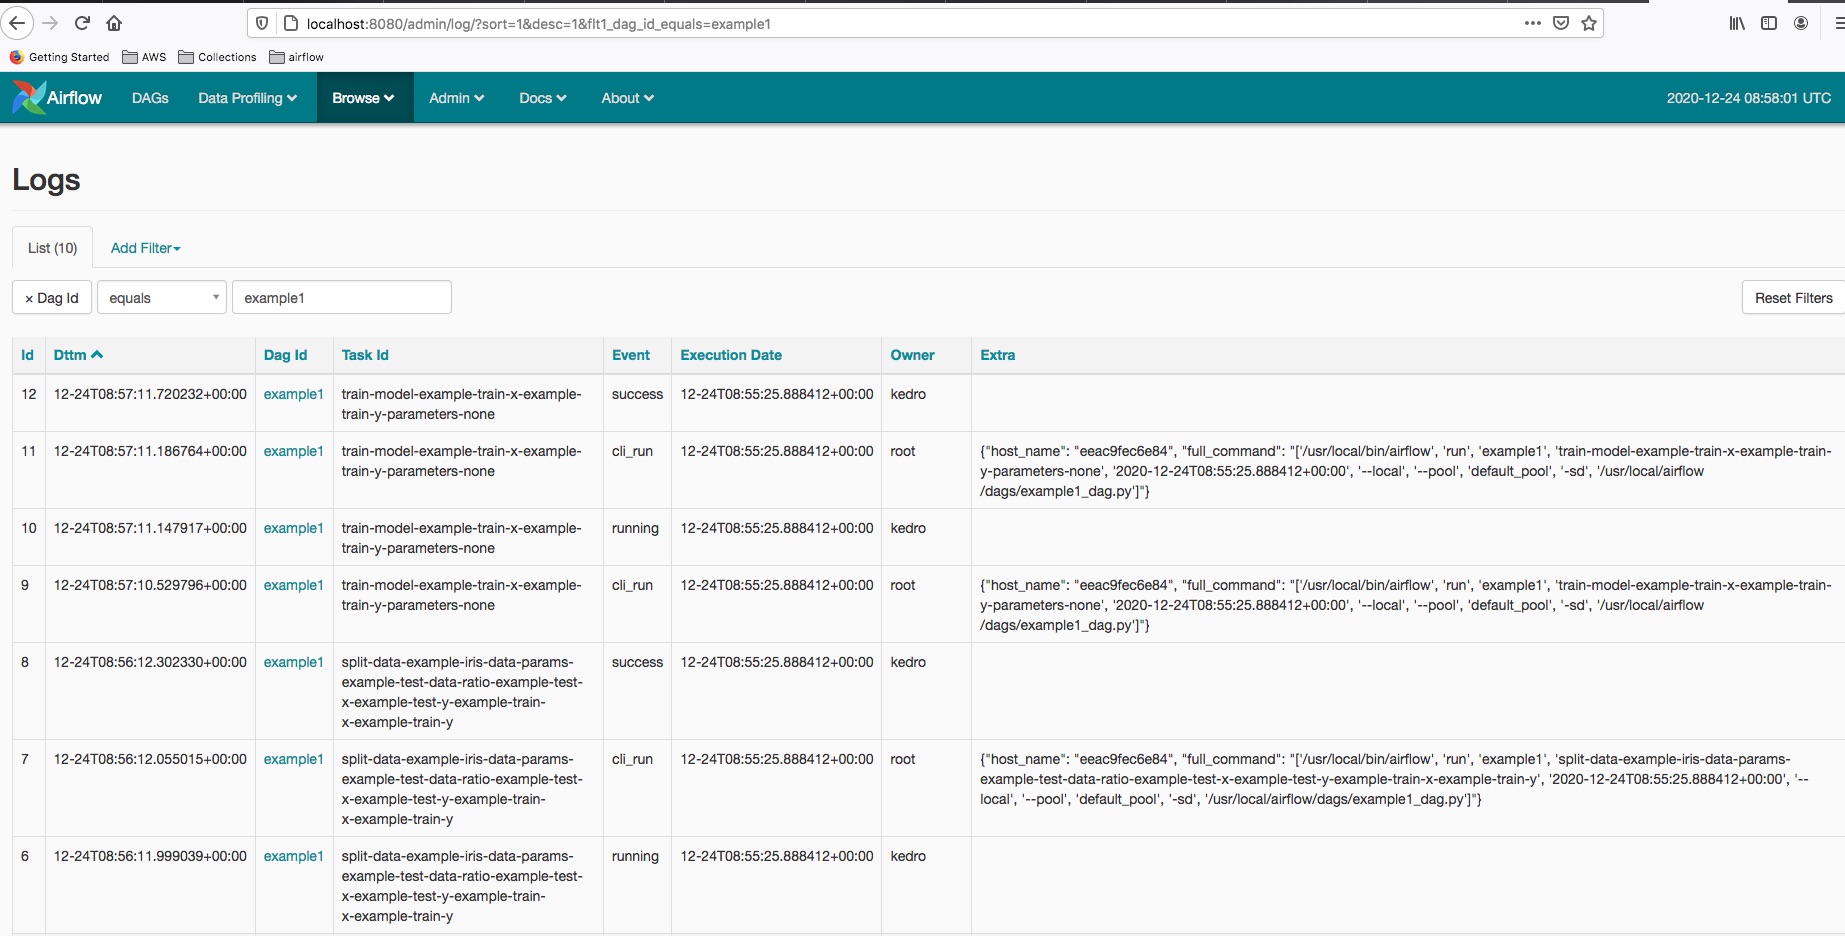 localhost:8080/admin/log/?sort=1&desc=1&flt1_dag_id_equals=example1
Getting Started AWS Collections airflow
Airflow DAGs Data Profiling Browse Admin Docs About 2020-12-24 08:58:01 UTC
Logs
List (10) Add Filter
× Dag Id equals example1 Reset Filters
Id Dttm Dag Id Task Id Event Execution Date Owner Extra
12 12-24T08:57:11.720232+00:00 example1 train-model-example-train-x-example- success 12-24T08:55:25.888412+00:00 kedro
train-y-parameters-none
11 12-24T08:57:11.186764+00:00 example1 train-model-example-train-x-example- cli_run 12-24T08:55:25.888412+00:00 root {"host_name": "eeac9fec6e84", "full_command": "['/usr/local/bin/airflow', 'run', 'example1', 'train-model-example-train-x-example-train-
train-y-parameters-none y-parameters-none', '2020-12-24T08:55:25.888412+00:00', '--local', '--pool', 'default_pool', '-sd', '/usr/local/airflow
/dags/example1_dag.py']"}
10 12-24T08:57:11.147917+00:00 example1 train-model-example-train-x-example- running 12-24T08:55:25.888412+00:00 kedro
train-y-parameters-none
9 12-24T08:57:10.529796+00:00 example1 train-model-example-train-x-example- cli_run 12-24T08:55:25.888412+00:00 root {"host_name": "eeac9fec6e84", "full_command": "['/usr/local/bin/airflow', 'run', 'example1', 'train-model-example-train-x-example-train-
train-y-parameters-none y-parameters-none', '2020-12-24T08:55:25.888412+00:00', '--local', '--pool', 'default_pool', '-sd', '/usr/local/airflow
/dags/example1_dag.py']"}
8 12-24T08:56:12.302330+00:00 example1 split-data-example-iris-data-params- success 12-24T08:55:25.888412+00:00 kedro
example-test-data-ratio-example-test-
x-example-test-y-example-train-
x-example-train-y
7 12-24T08:56:12.055015+00:00 example1 split-data-example-iris-data-params- cli_run 12-24T08:55:25.888412+00:00 root {"host_name": "eeac9fec6e84", "full_command": "['/usr/local/bin/airflow', 'run', 'example1', 'split-data-example-iris-data-params-
example-test-data-ratio-example-test- example-test-data-ratio-example-test-x-example-test-y-example-train-x-example-train-y', '2020-12-24T08:55:25.888412+00:00', '--
x-example-test-y-example-train- local', '--pool', 'default_pool', '-sd', '/usr/local/airflow/dags/example1_dag.py']"}
x-example-train-y
6 12-24T08:56:11.999039+00:00 example1 split-data-example-iris-data-params- running 12-24T08:55:25.888412+00:00 kedro
example-test-data-ratio-example-test-
x-example-test-y-example-train-
x-example-train-y